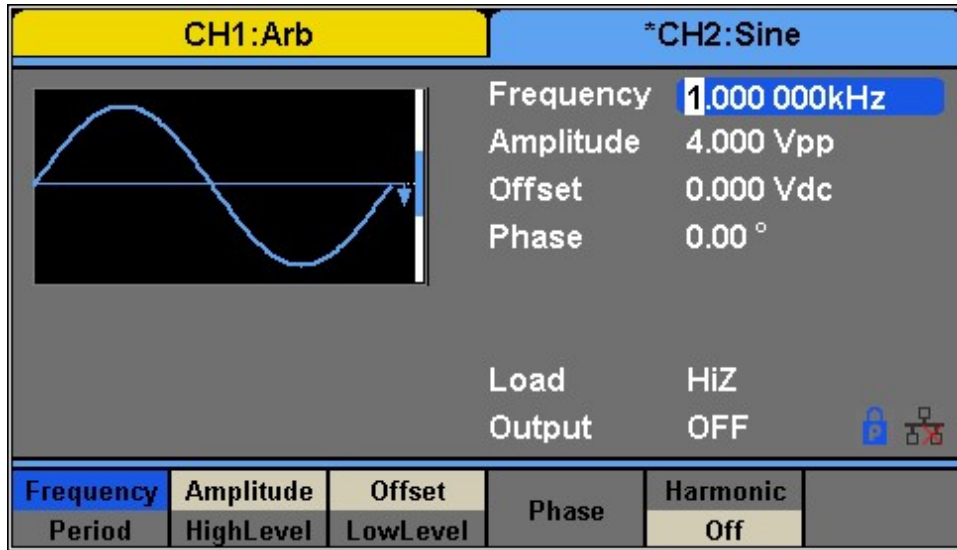 CH1:Arb
*CH2:Sine
Frequency 1.000 000kHz
Amplitude 4.000 Vpp
Offset 0.000 Vdc
Phase 0.00 °
Load HiZ
Output OFF
P
Frequency Amplitude Offset Phase Harmonic
Period HighLevel LowLevel Off